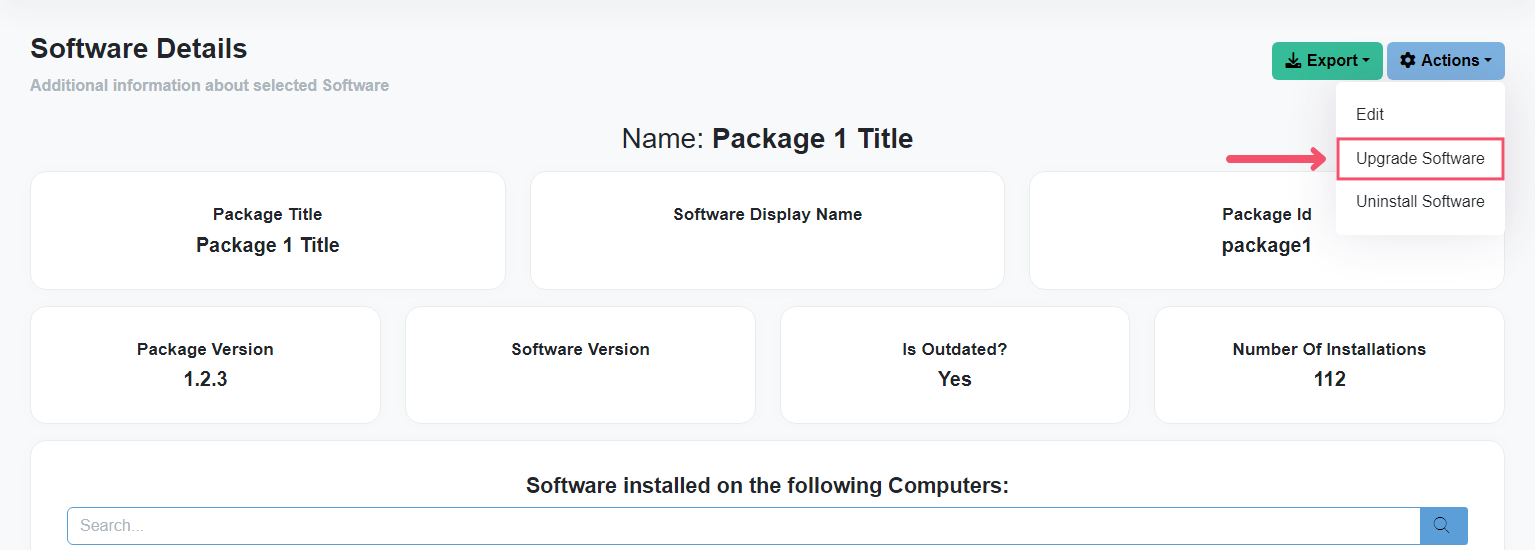 Software Details
Additional information about selected Software
Export
Actions
Edit
Upgrade Software
Uninstall Software
Name: Package 1 Title
Package Title
Package 1 Title
Software Display Name
Package Id
package1
Package Version
1.2.3
Software Version
Is Outdated?
Yes
Number Of Installations
112
Software installed on the following Computers:
Search...